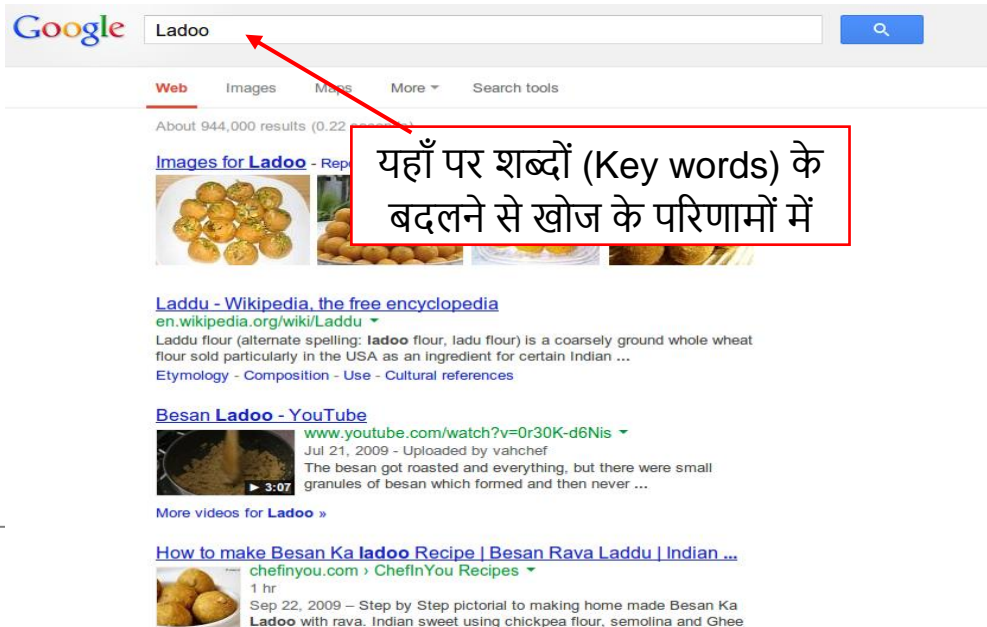 Google
Ladoo
Web Images Maps More Search tools
About 944,000 results (0.22
यहाँ पर शब्दों (Key words) के
बदलने से खोज के परिणामों में
Images for Ladoo - Repo
Laddu - Wikipedia, the free encyclopedia
en.wikipedia.org/wiki/Laddu
Laddu flour (alternate spelling: ladoo flour, ladu flour) is a coarsely ground whole wheat
flour sold particularly in the USA as an ingredient for certain Indian ...
Etymology - Composition - Use - Cultural references
Besan Ladoo - YouTube
www.youtube.com/watch?v=0r30K-d6Nis
Jul 21, 2009 - Uploaded by vahchef
The besan got roasted and everything, but there were small
granules of besan which formed and then never ...
► 3:07
More videos for Ladoo »
How to make Besan Ka ladoo Recipe | Besan Rava Laddu | Indian ...
chefinyou.com › ChefInYou Recipes
1 hr
Sep 22, 2009 – Step by Step pictorial to making home made Besan Ka
Ladoo with rava. Indian sweet using chickpea flour, semolina and Ghee